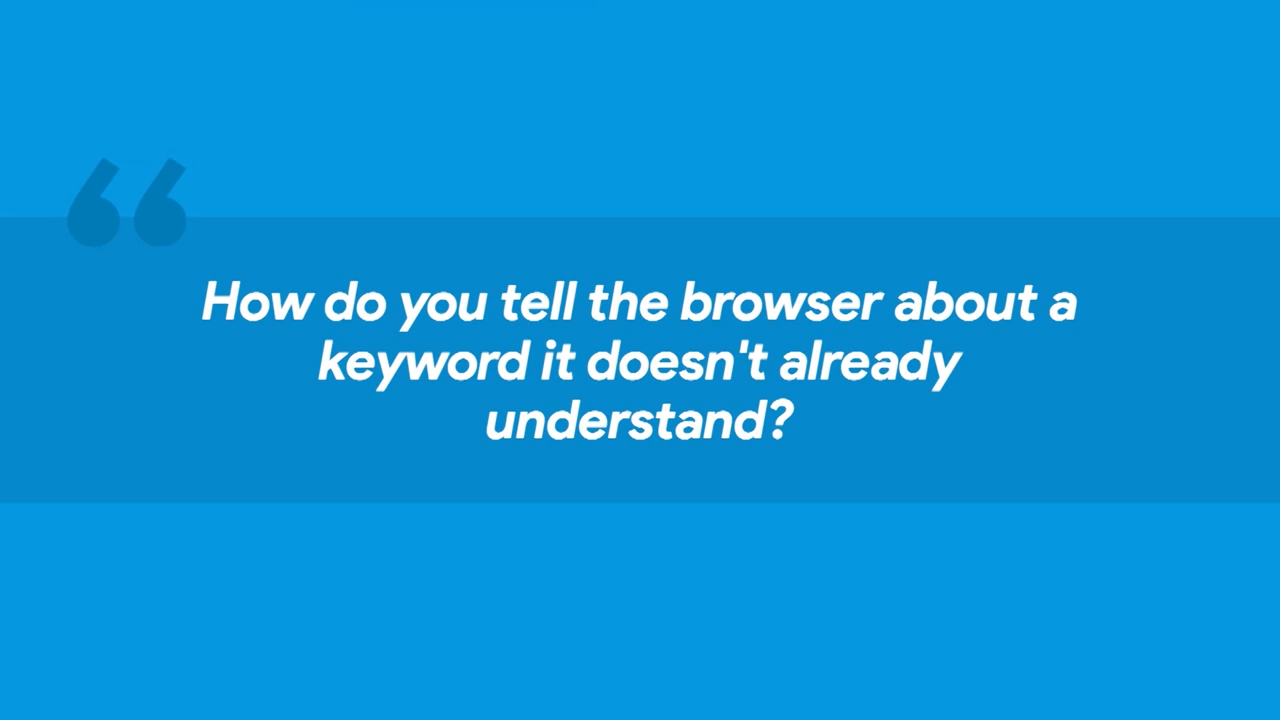 “
How do you tell the browser about a
keyword it doesn't already
understand?